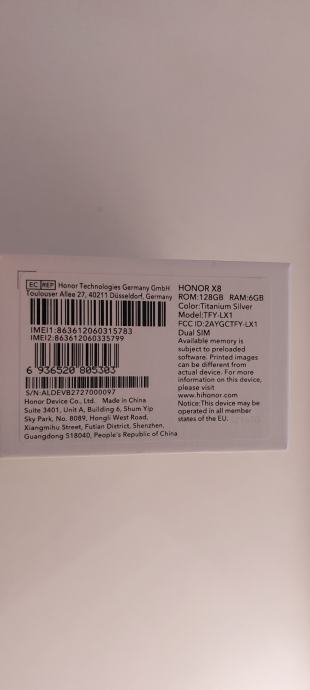 EC REP Honor Technologies Germany GmbH
Toulouser Allee 27, 40211 Düsseldorf, Germany
IMEI1:863612060315783
IMEI2:863612060335799
6 936520 805303
S/N:ALDEVB2727000097
Honor Device Co., Ltd. Made in China
Suite 3401, Unit A, Building 6, Shum Yip
Sky Park, No. 8089, Hongli West Road,
Xiangmihu Street, Futian District, Shenzhen,
Guangdong 518040, People's Republic of China
HONOR X8
ROM:128GB RAM:6GB
Color:Titanium Silver
Model:TFY-LX1
FCC ID:2AYGCTFY-LX1
Dual SIM
Available memory is
subject to preloaded
software. Printed images
can be different from
actual device. For more
information on this device,
please visit
www.hihonor.com
Notice:This device may be
operated in all member
states of the EU.